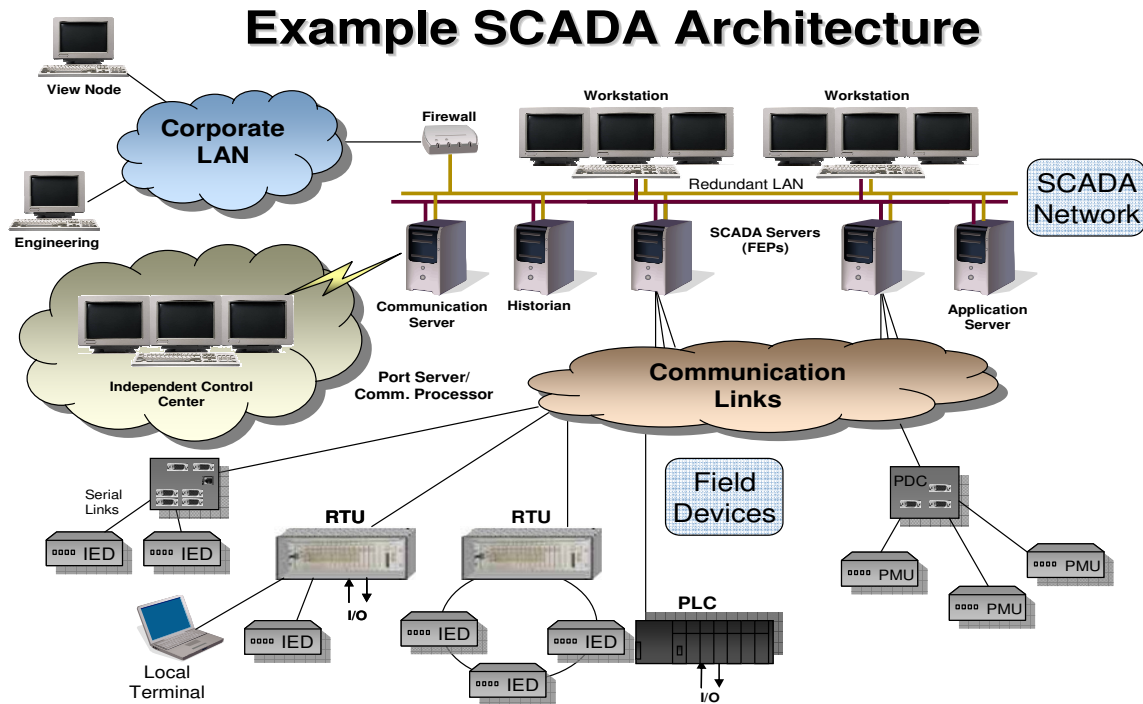 Example SCADA Architecture
View Node
Corporate
LAN
Engineering
Firewall
Workstation
Workstation
Redundant LAN
SCADA
Network
SCADA Servers
(FEPs)
Communication
Server
Historian
Application
Server
Independent Control
Center
Port Server/
Comm. Processor
Communication
Links
Field
Devices
Serial
Links
IED
IED
RTU
I/O
IED
Local
Terminal
RTU
IED
IED
IED
PLC
I/O
PDC
PMU
PMU
PMU